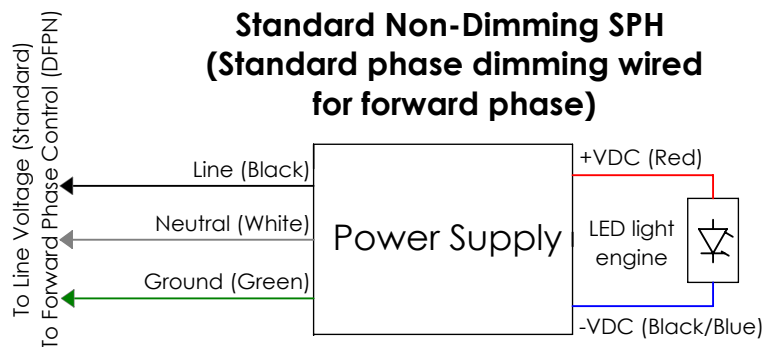 Standard Non-Dimming SPH
(Standard phase dimming wired
for forward phase)
To Line Voltage (Standard)
To Forward Phase Control (DFPN)
Line (Black)
Neutral (White)
Ground (Green)
Power Supply
+VDC (Red)
LED light
engine
-VDC (Black/Blue)